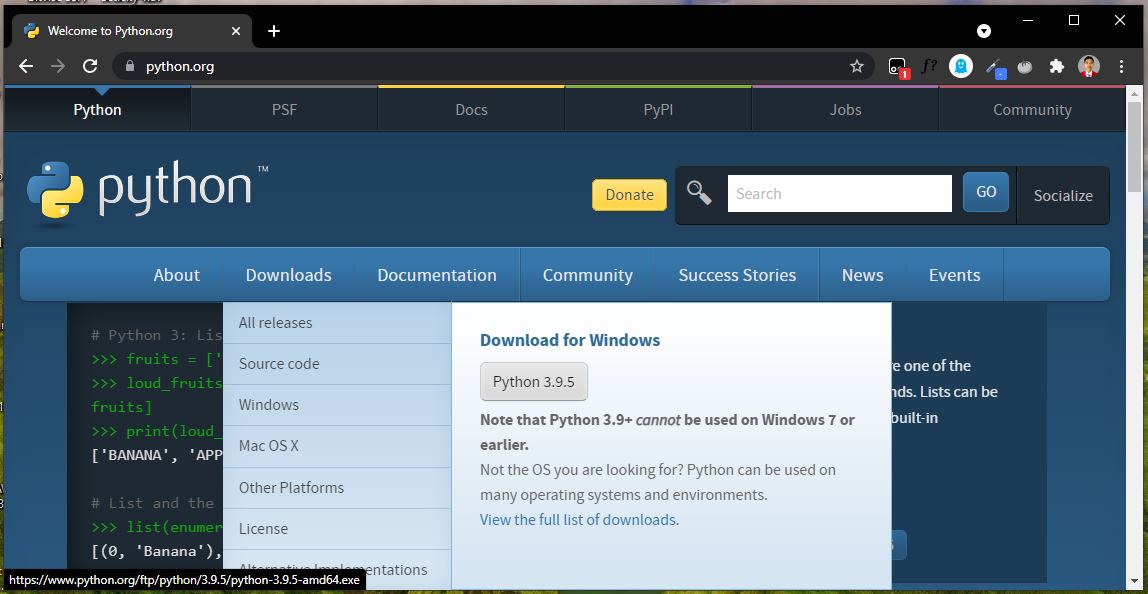 Welcome to Python.org
python.org
1
f?
Python
PSF
Docs
PyPI
Jobs
Community
python™
Donate
Search
GO
Socialize
About
Downloads
Documentation
Community
Success Stories
News
Events
# Python 3: Lis
>>> fruits = ['
>>> loud_fruits
fruits]
>>> print(loud_
['BANANA', 'APP
# List and the
>>> list(enumer
[(0, 'Banana'),
All releases
Source code
Windows
Mac OS X
Other Platforms
License
Alternative Implementations
Download for Windows
Python 3.9.5
Note that Python 3.9+ cannot be used on Windows 7 or
earlier.
Not the OS you are looking for? Python can be used on
many operating systems and environments.
View the full list of downloads.
e one of the
nds. Lists can be
built-in
https://www.python.org/ftp/python/3.9.5/python-3.9.5-amd64.exe